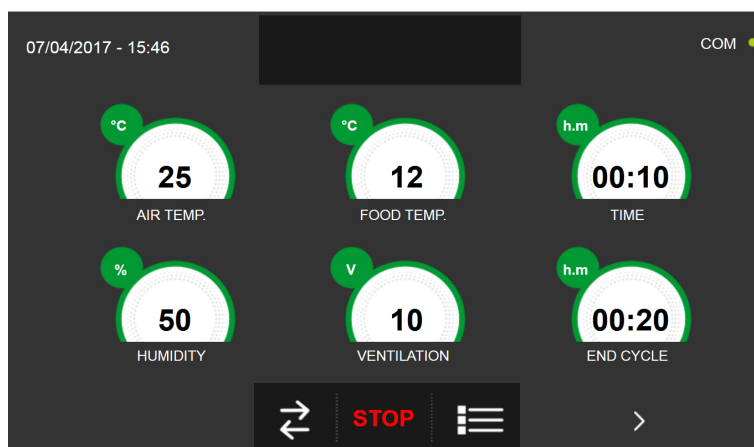 07/04/2017 - 15:46
COM
°C
25
AIR TEMP.
°C
12
FOOD TEMP.
h.m
00:10
TIME
%
50
HUMIDITY
V
10
VENTILATION
h.m
00:20
END CYCLE
STOP